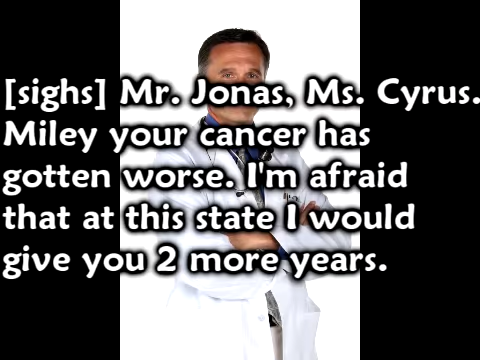 [sighs] Mr. Jonas, Ms. Cyrus.
Miley your cancer has
gotten worse. I'm afraid
that at this state I would
give you 2 more years.